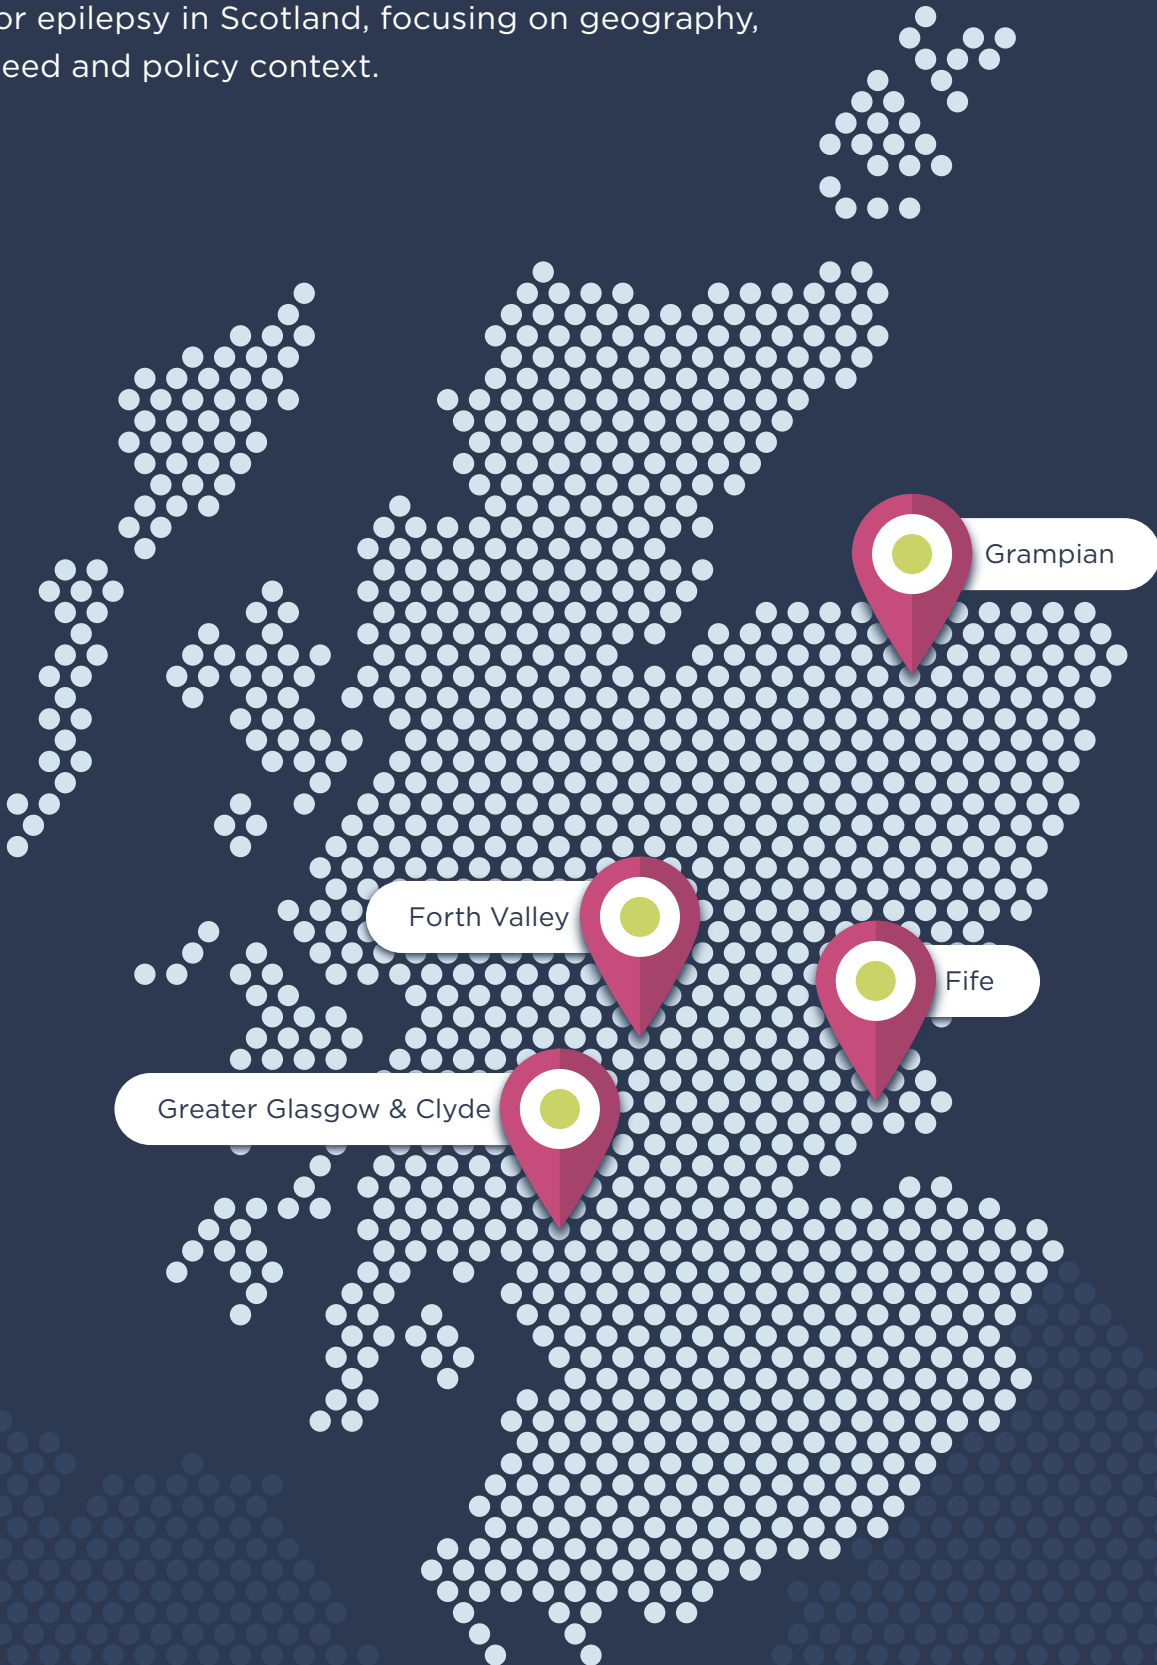 or epilepsy in Scotland, focusing on geography,
eed and policy context.
Grampian
Forth Valley
Fife
Greater Glasgow & Clyde